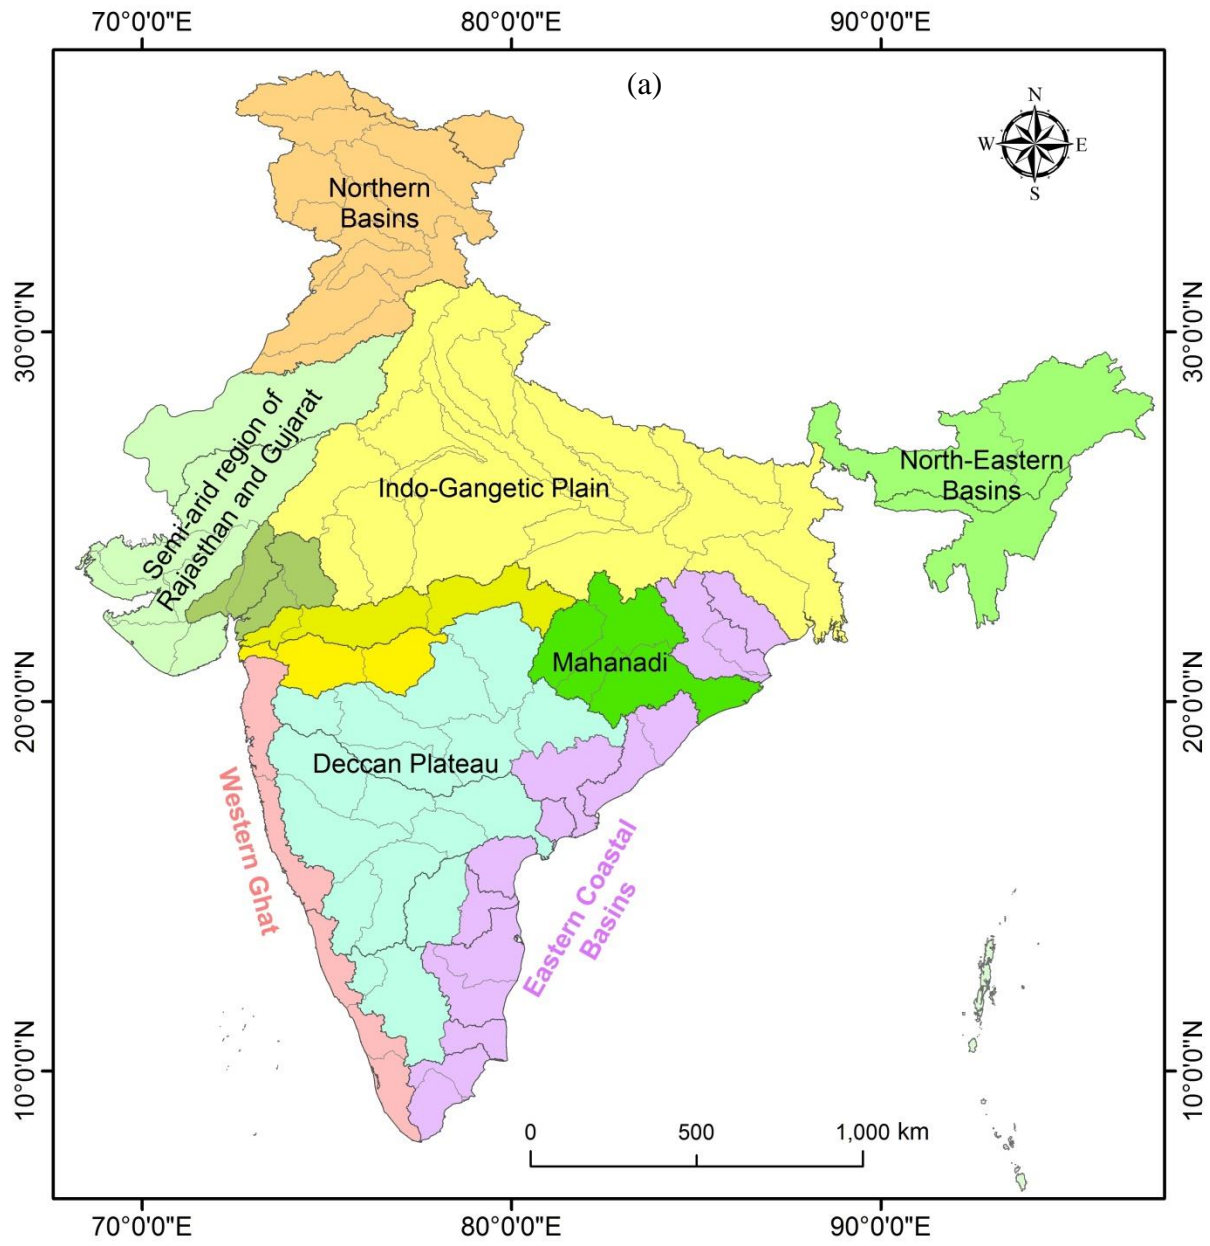 70°0'0"E
80°0'0"E
90°0'0"E
(a)
N
W
E
S
Northern
Basins
30°0'0"N
30°0'0"N
Semi-arid region of
Rajasthan and Gujarat
Indo-Gangetic Plain
North-Eastern
Basins
Mahanadi
20°0'0"N
20°0'0"N
Deccan Plateau
Western Ghat
Eastern Coastal
Basins
10°0'0"N
10°0'0"N
0
500
1,000 km
70°0'0"E
80°0'0"E
90°0'0"E